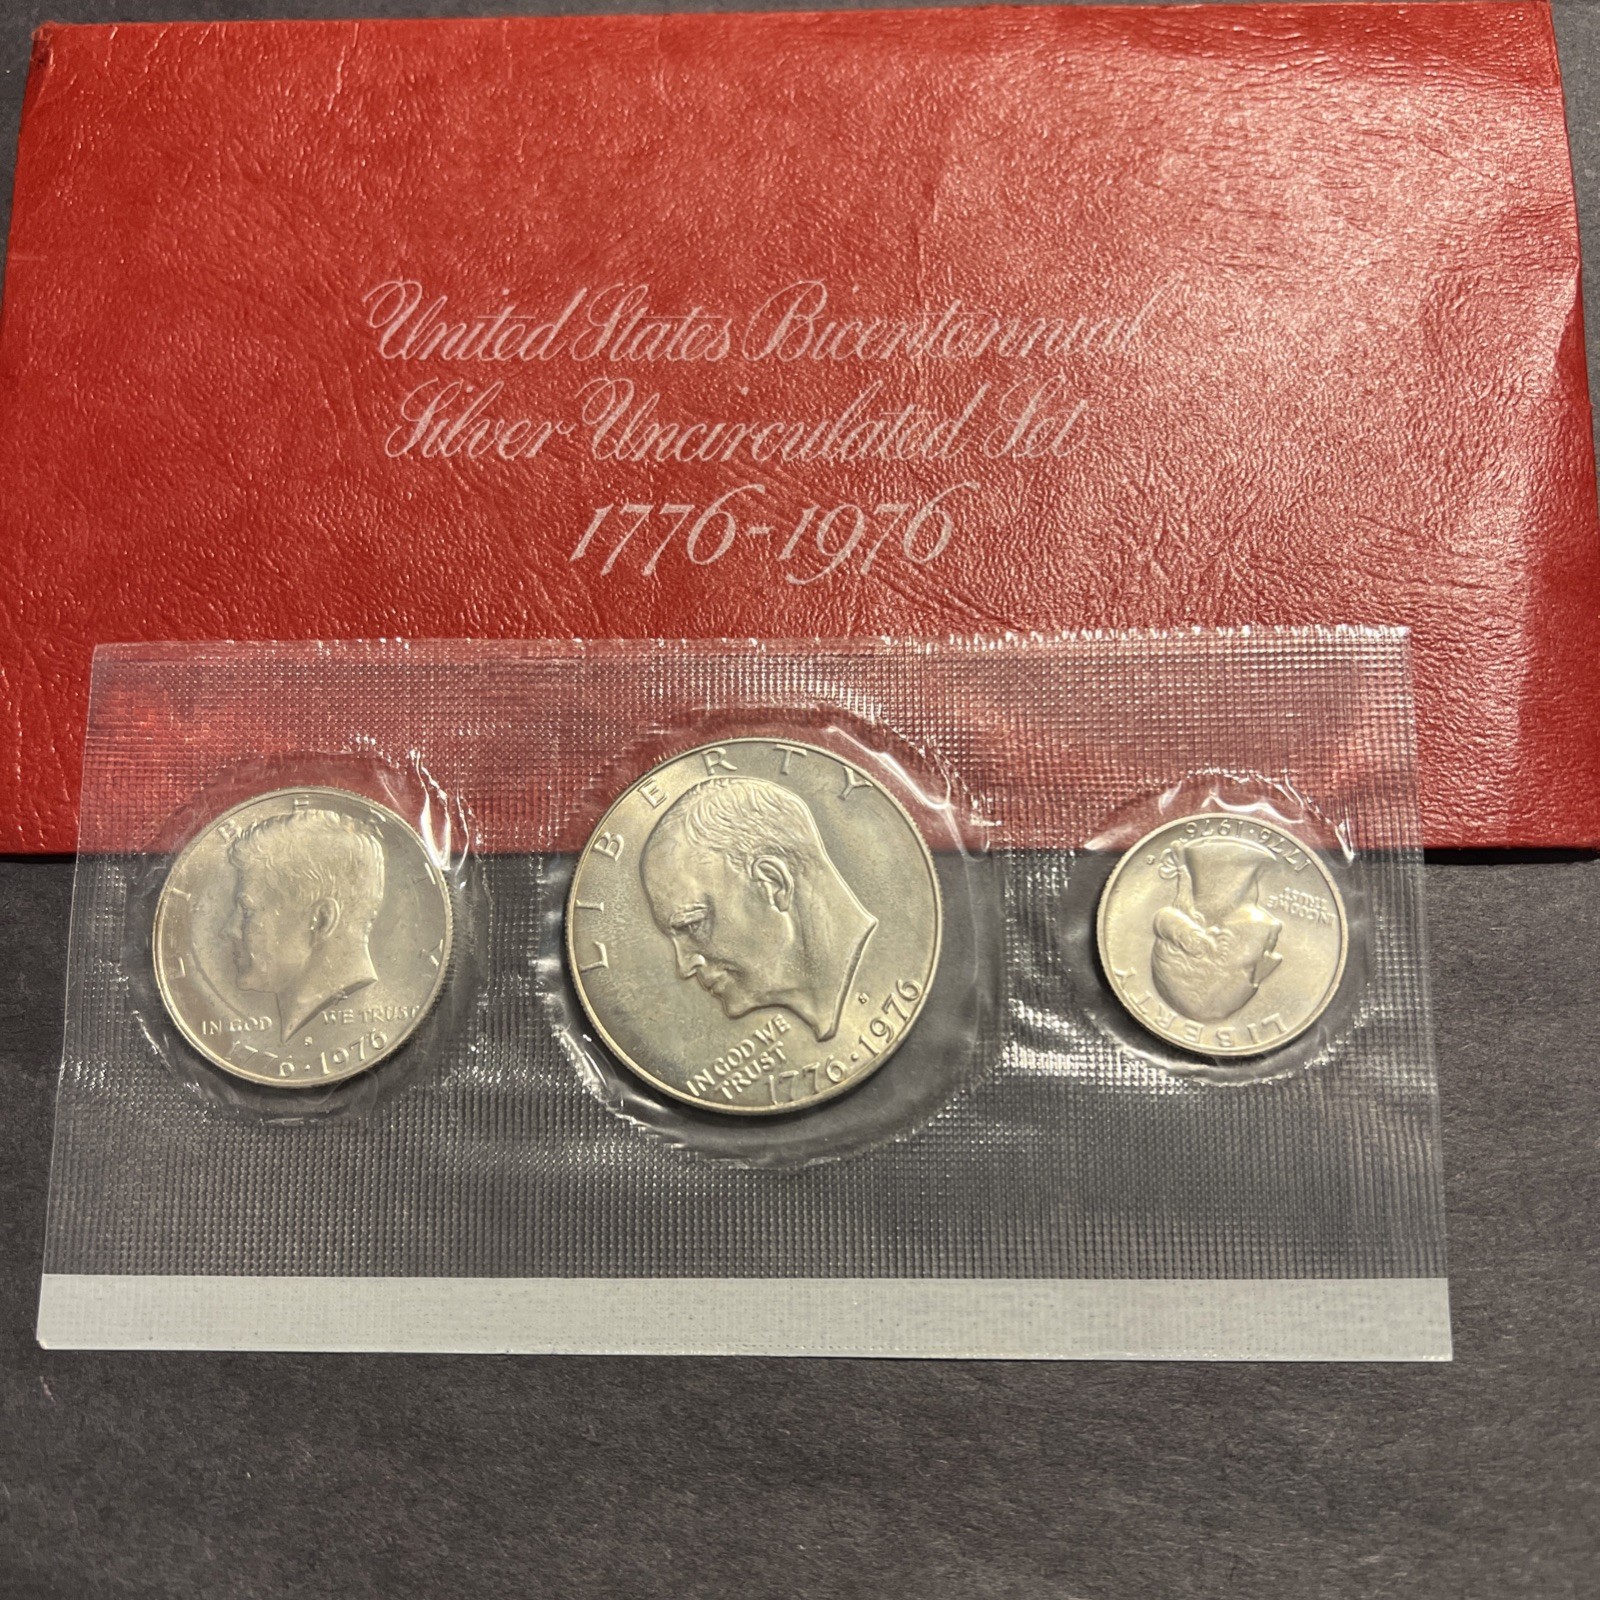 United States Bicentennial
Silver Uncirculated Set
1776-1976
LIBERTY
IN GOD WE TRUST
S
1776·1976
LIBERTY
IN GOD WE
TRUST
S
1776·1976
LIBERTY
IN GOD WE
TRUST
S
1776·1976